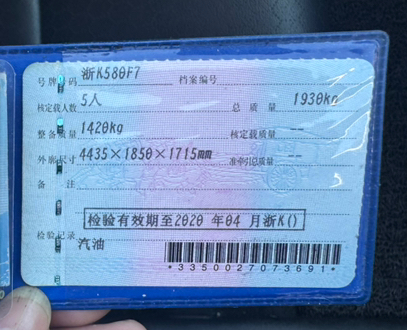 号牌号码 浙K580F7 档案编号
核定载人数 5人 总质量 1930kg
整备质量 1420kg 核定载质量 --
外廓尺寸 4435×1850×1715mm 准牵引总质量 --
备注
检验有效期至2020 年04 月浙K()
检验记录
汽油
*3350027073691*